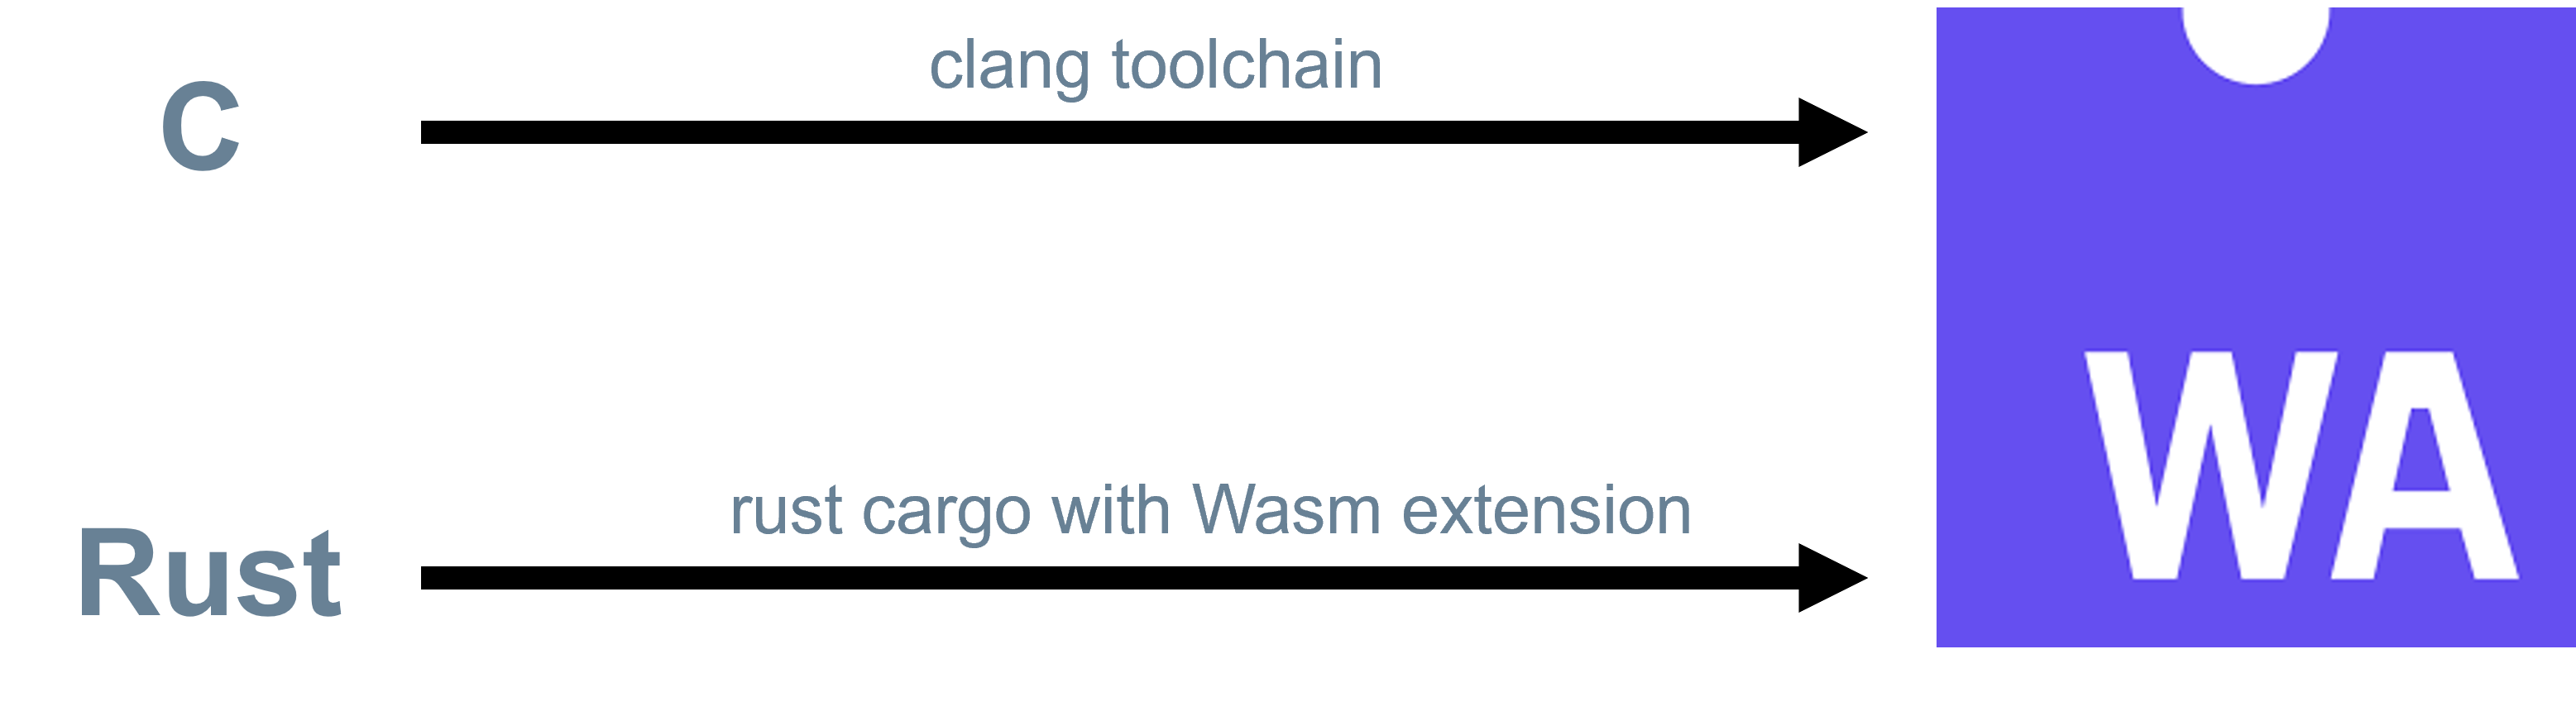 clang toolchain
C
WA
rust cargo with Wasm extension
Rust